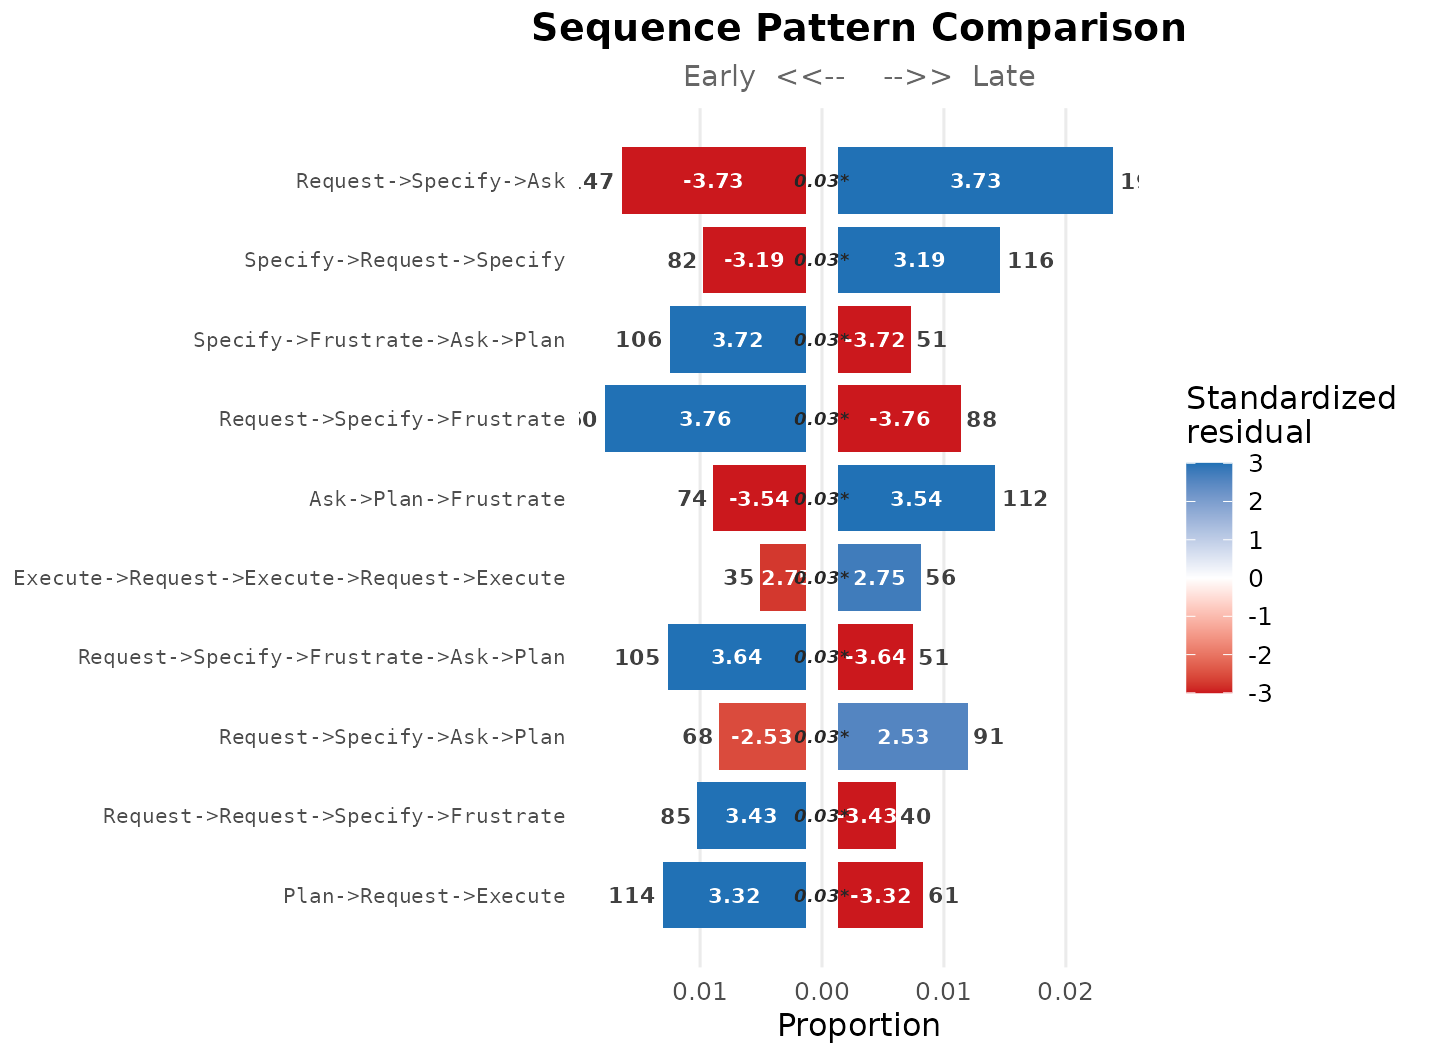 Sequence Pattern Comparison
Early <<-- -->> Late
Request->Specify->Ask 47 -3.73 0.03* 3.73
Specify->Request->Specify 82 -3.19 0.03* 3.19 116
Specify->Frustrate->Ask->Plan 106 3.72 0.03* -3.72 51
Request->Specify->Frustrate 3.76 0.03* -3.76 88
Ask->Plan->Frustrate 74 -3.54 0.03* 3.54 112
Execute->Request->Execute->Request->Execute 35 0.03* 2.75 56
Request->Specify->Frustrate->Ask->Plan 105 3.64 0.03* -3.64 51
Request->Specify->Ask->Plan 68 -2.53 0.03* 2.53 91
Request->Request->Specify->Frustrate 85 3.43 0.03* -3.43 40
Plan->Request->Execute 114 3.32 0.03* -3.32 61
0.01 0.00 0.01 0.02
Proportion
Standardized
residual
3
2
1
0
-1
-2
-3